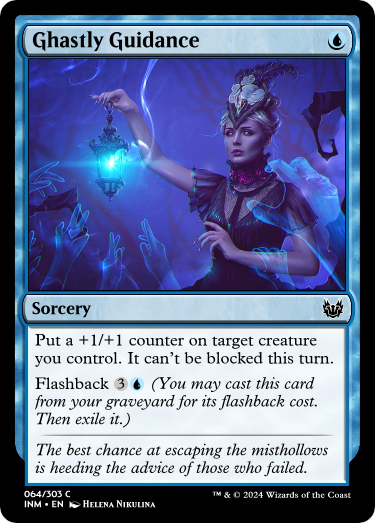 Ghastly Guidance
Sorcery
Put a +1/+1 counter on target creature
you control. It can't be blocked this turn.
Flashback 3 (You may cast this card
from your graveyard for its flashback cost.
Then exile it.)
The best chance at escaping the misthollows
is heeding the advice of those who failed.
064/303 C
INM • EN Helena Nikulina
™ & © 2024 Wizards of the Coast